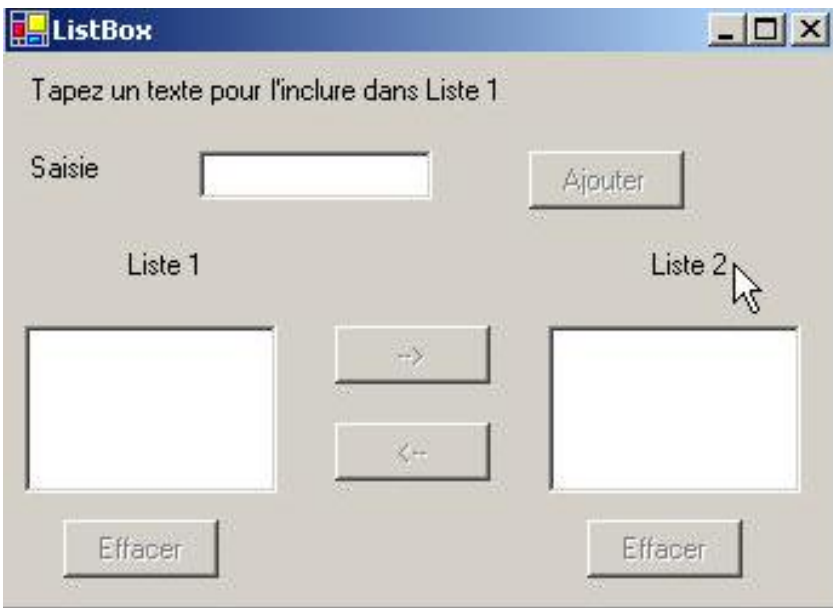 ListBox
Tapez un texte pour l'inclure dans Liste 1
Saisie
Ajouter
Liste 1
Liste 2
-->
<--
Effacer
Effacer